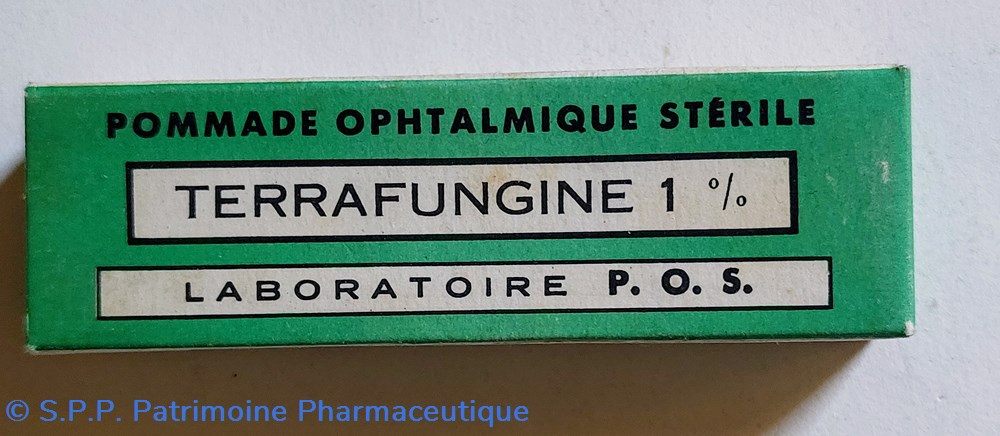 POMMADE OPHTALMIQUE STÉRILE
TERRAFUNGINE 1 %
LABORATOIRE P. O. S.
© S.P.P. Patrimoine Pharmaceutique